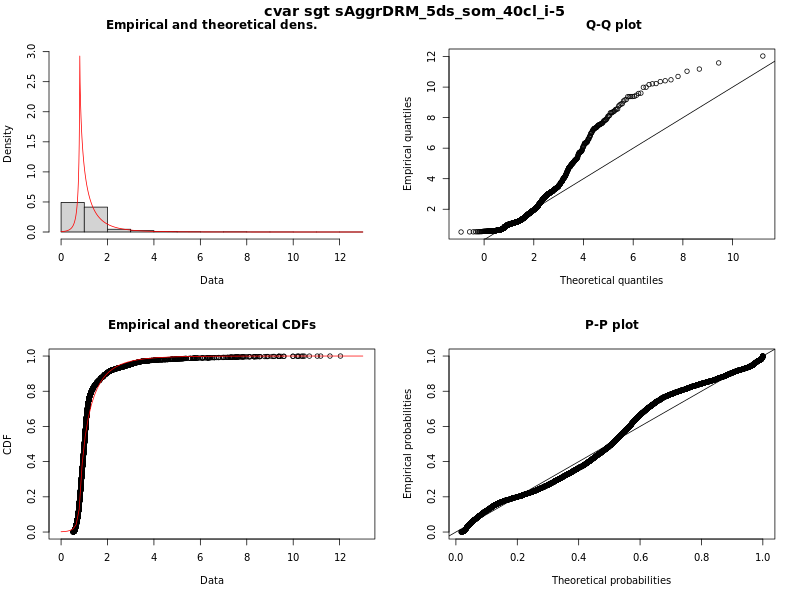 cvar sgt sAggrDRM_5ds_som_40cl_i-5
Empirical and theoretical dens.
Density
0.0 0.5 1.0 1.5 2.0 2.5 3.0
0 2 4 6 8 10 12
Data
Q-Q plot
Empirical quantiles
2 4 6 8 10 12
0 2 4 6 8 10
Theoretical quantiles
Empirical and theoretical CDFs
CDF
0.0 0.2 0.4 0.6 0.8 1.0
0 2 4 6 8 10 12
Data
P-P plot
Empirical probabilities
0.0 0.2 0.4 0.6 0.8 1.0
0.0 0.2 0.4 0.6 0.8 1.0
Theoretical probabilities